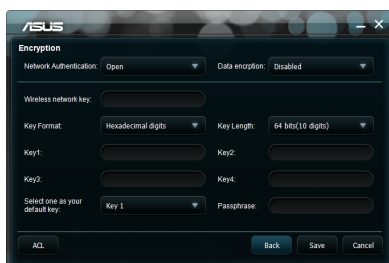 ASUS
Encryption
Network Authentication: Open Data encrption: Disabled
Wireless network key:
Key Format: Hexadecimal digits Key Length: 64 bits(10 digits)
Key1: Key2:
Key3: Key4:
Select one as your
default key: Key 1 Passphrase:
ACL Back Save Cancel